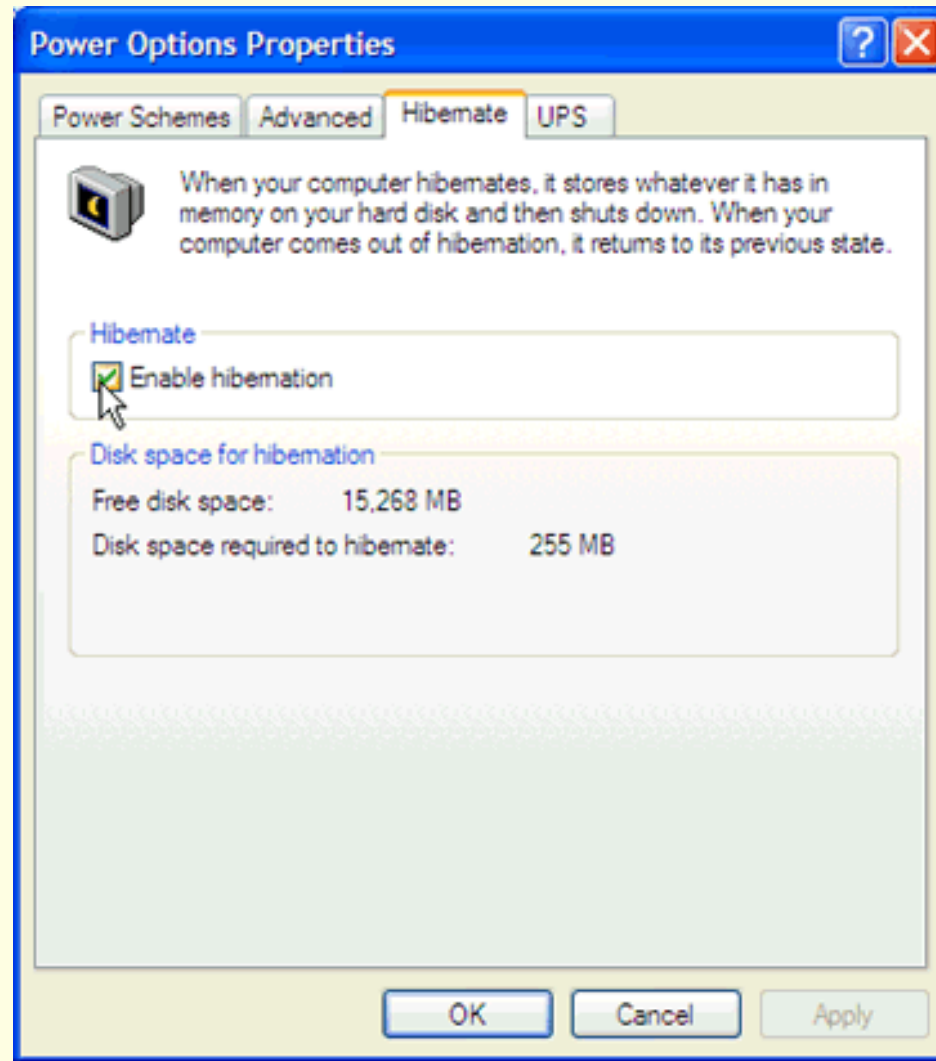 Power Options Properties
Power Schemes Advanced Hibernate UPS
When your computer hibernates, it stores whatever it has in
memory on your hard disk and then shuts down. When your
computer comes out of hibernation, it returns to its previous state.
Hibernate
Enable hibernation
Disk space for hibernation
Free disk space: 15,268 MB
Disk space required to hibernate: 255 MB
OK Cancel Apply